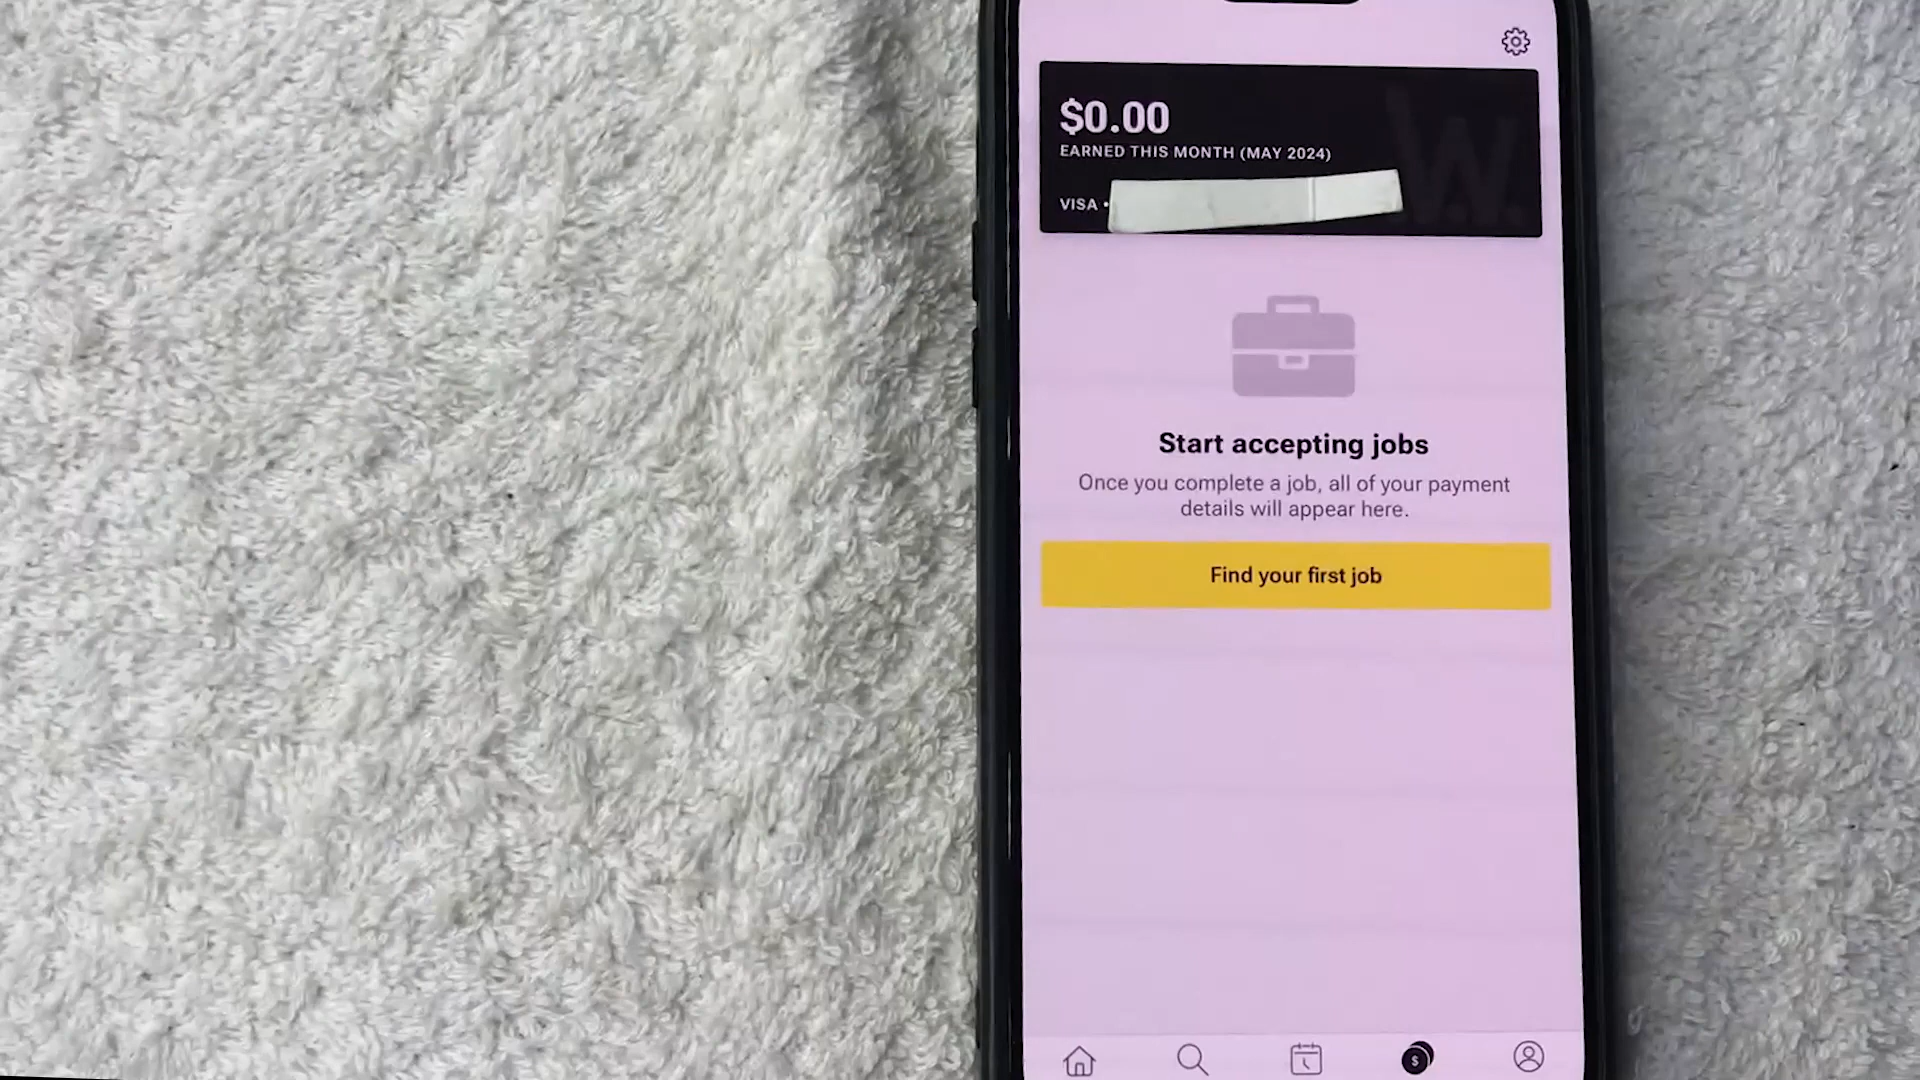 $0.00
EARNED THIS MONTH (MAY 2024)
VISA •
Start accepting jobs
Once you complete a job, all of your payment
details will appear here.
Find your first job
W.
$